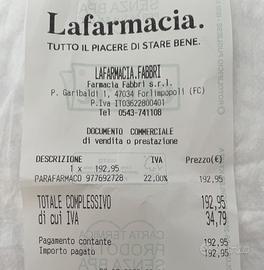 Lafarmacia.
TUTTO IL PIACERE DI STARE BENE.
LAFARMACIA.FABBRI
Farmacia Fabbri s.r.l.
P. Garibaldi 1, 47034 Forlimpopoli (FC)
P.Iva IT03622800401
Tel 0543-741108
DOCUMENTO COMMERCIALE
di vendita o prestazione
DESCRIZIONE IVA Prezzo(€)
1 x 192,95
PARAFARMACO 977692728 22,00% 192,95
TOTALE COMPLESSIVO 192,95
di cui IVA 34,79
Pagamento contante 192,95
Importo pagato 192,95